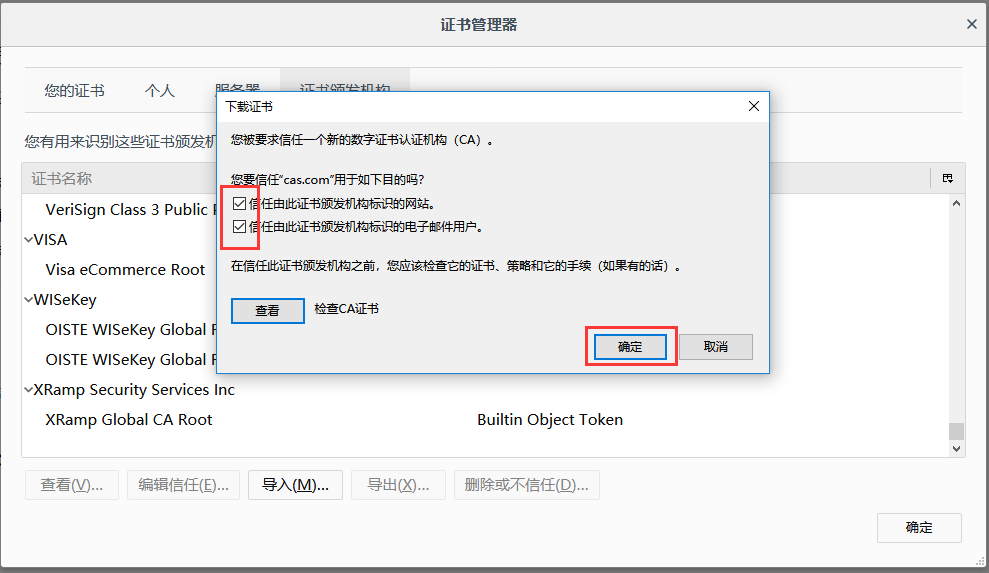 证书管理器
您的证书 个人 服务器 证书颁发机构
下载证书
您被要求信任一个新的数字证书认证机构（CA）。
您要信任“cas.com”用于如下目的吗?
信任由此证书颁发机构标识的网站。
信任由此证书颁发机构标识的电子邮件用户。
在信任此证书颁发机构之前，您应该检查它的证书、策略和它的手续（如果有的话）。
查看 检查CA证书
确定 取消
您有用来识别这些证书颁发机
证书名称
VeriSign Class 3 Public
VISA
Visa eCommerce Root
WISeKey
OISTE WISeKey Global
OISTE WISeKey Global
XRamp Security Services Inc
XRamp Global CA Root Builtin Object Token
查看(V)... 编辑信任(E)... 导入(M)... 导出(X)... 删除或不信任(D)...
确定